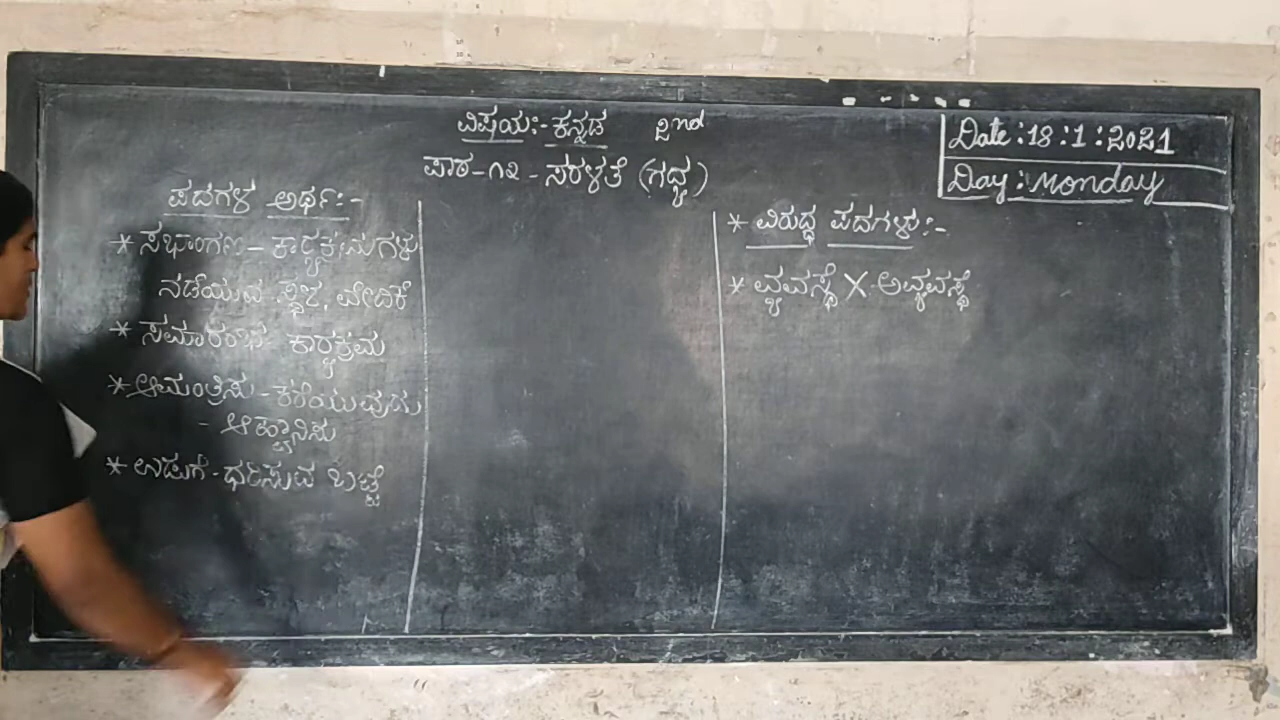 ವಿಷಯ:- ಕನ್ನಡ 2nd
ಪಾಠ-೧೩ - ಸರಳತೆ (ಗದ್ಯ)
Date : 18 : 1 : 2021
Day : Monday
ಪದಗಳ ಅರ್ಥ:-
* ಸಭಾಂಗಣ - ಕಾರ್ಯಕ್ರಮಗಳು
ನಡೆಯುವ ಸ್ಥಳ, ವೇದಿಕೆ
* ಸಮಾರಂಭ - ಕಾರ್ಯಕ್ರಮ
* ಆಮಂತ್ರಿಸು - ಕರೆಯುವುದು
- ಆಹ್ವಾನಿಸು
* ಉಡುಗೆ - ಧರಿಸುವ ಬಟ್ಟೆ
* ವಿರುದ್ಧ ಪದಗಳು:-
* ವ್ಯವಸ್ಥೆ X ಅವ್ಯವಸ್ಥೆ